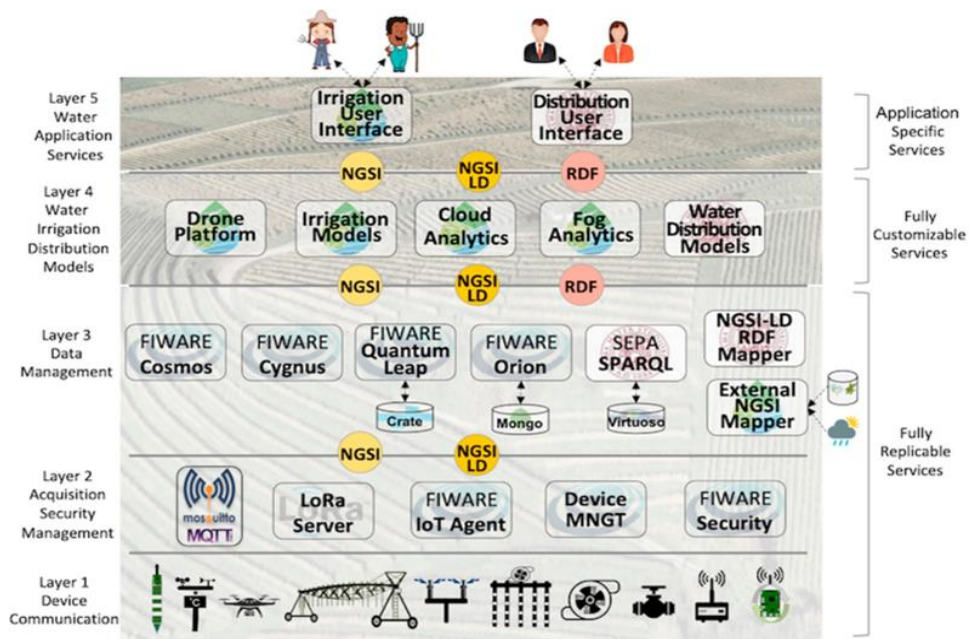 Layer 5
Water
Application
Services
Irrigation
User
Interface
Distribution
User
Interface
Application
Specific
Services
NGSI
NGSI
LD
RDF
Layer 4
Water
Irrigation
Distribution
Models
Drone
Platform
Irrigation
Models
Cloud
Analytics
Fog
Analytics
Water
Distribution
Models
Fully
Customizable
Services
NGSI
NGSI
LD
RDF
Layer 3
Data
Management
FIWARE
Cosmos
FIWARE
Cygnus
FIWARE
Quantum
Leap
FIWARE
Orion
SEPA
SPARQL
NGSI-LD
RDF
Mapper
External
NGSI
Mapper
Crate
Mongo
Virtuoso
Fully
Replicable
Services
NGSI
NGSI
LD
Layer 2
Acquisition
Security
Management
mosquitto
MQTT
LoRa
LoRa
Server
FIWARE
IoT Agent
Device
MNGT
FIWARE
Security
Layer 1
Device
Communication
°C